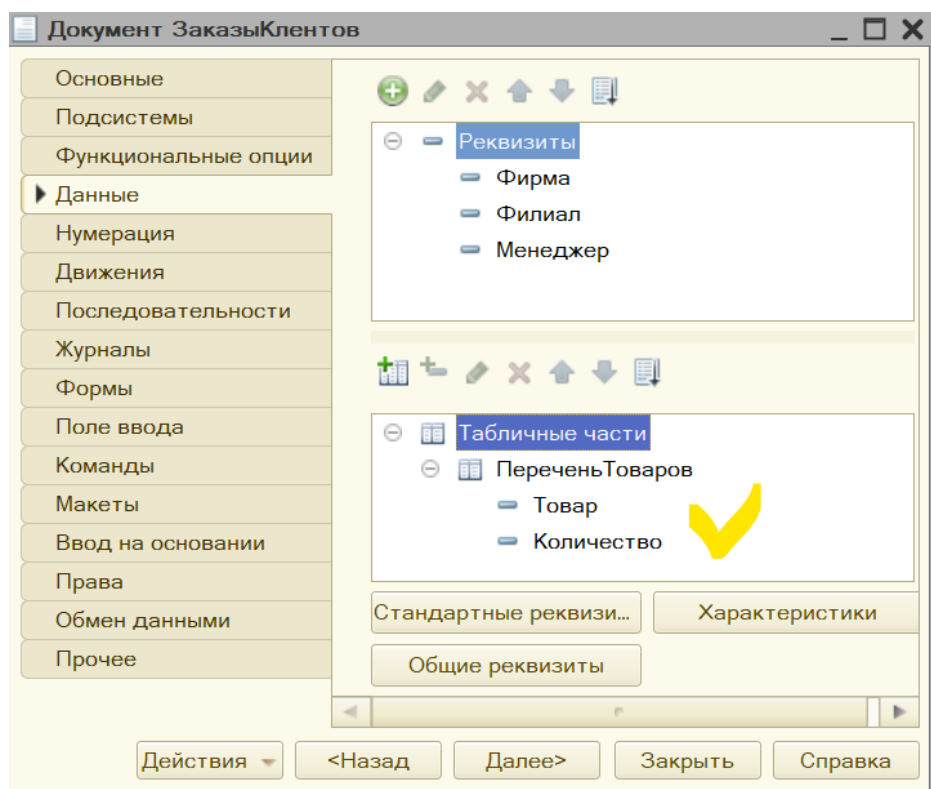 Документ ЗаказыКлентов
Основные
Подсистемы
Функциональные опции
Данные
Нумерация
Движения
Последовательности
Журналы
Формы
Поле ввода
Команды
Макеты
Ввод на основании
Права
Обмен данными
Прочее
Реквизиты
Фирма
Филиал
Менеджер
Табличные части
ПереченьТоваров
Товар
Количество
Стандартные реквизи...
Характеристики
Общие реквизиты
Действия
<Назад
Далее>
Закрыть
Справка